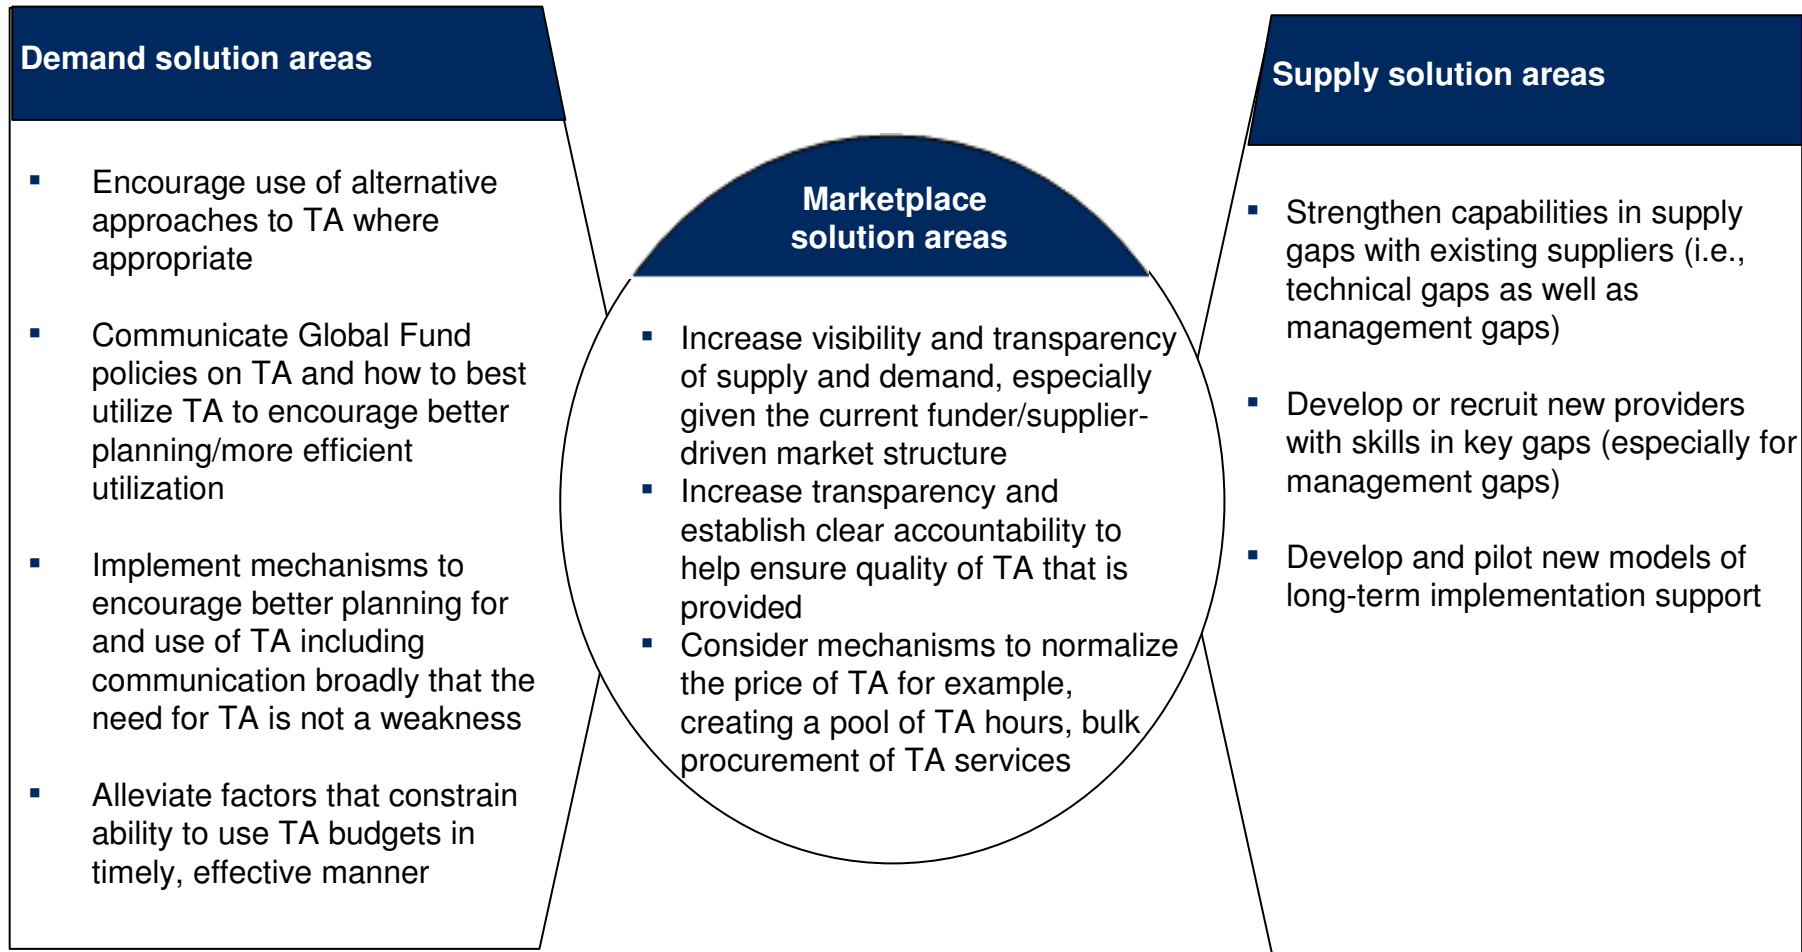 Demand solution areas
▪ Encourage use of alternative
approaches to TA where
appropriate
▪ Communicate Global Fund
policies on TA and how to best
utilize TA to encourage better
planning/more efficient
utilization
▪ Implement mechanisms to
encourage better planning for
and use of TA including
communication broadly that the
need for TA is not a weakness
▪ Alleviate factors that constrain
ability to use TA budgets in
timely, effective manner
Marketplace
solution areas
▪ Increase visibility and transparency
of supply and demand, especially
given the current funder/supplier-
driven market structure
▪ Increase transparency and
establish clear accountability to
help ensure quality of TA that is
provided
▪ Consider mechanisms to normalize
the price of TA for example,
creating a pool of TA hours, bulk
procurement of TA services
Supply solution areas
▪ Strengthen capabilities in supply
gaps with existing suppliers (i.e.,
technical gaps as well as
management gaps)
▪ Develop or recruit new providers
with skills in key gaps (especially for
management gaps)
▪ Develop and pilot new models of
long-term implementation support